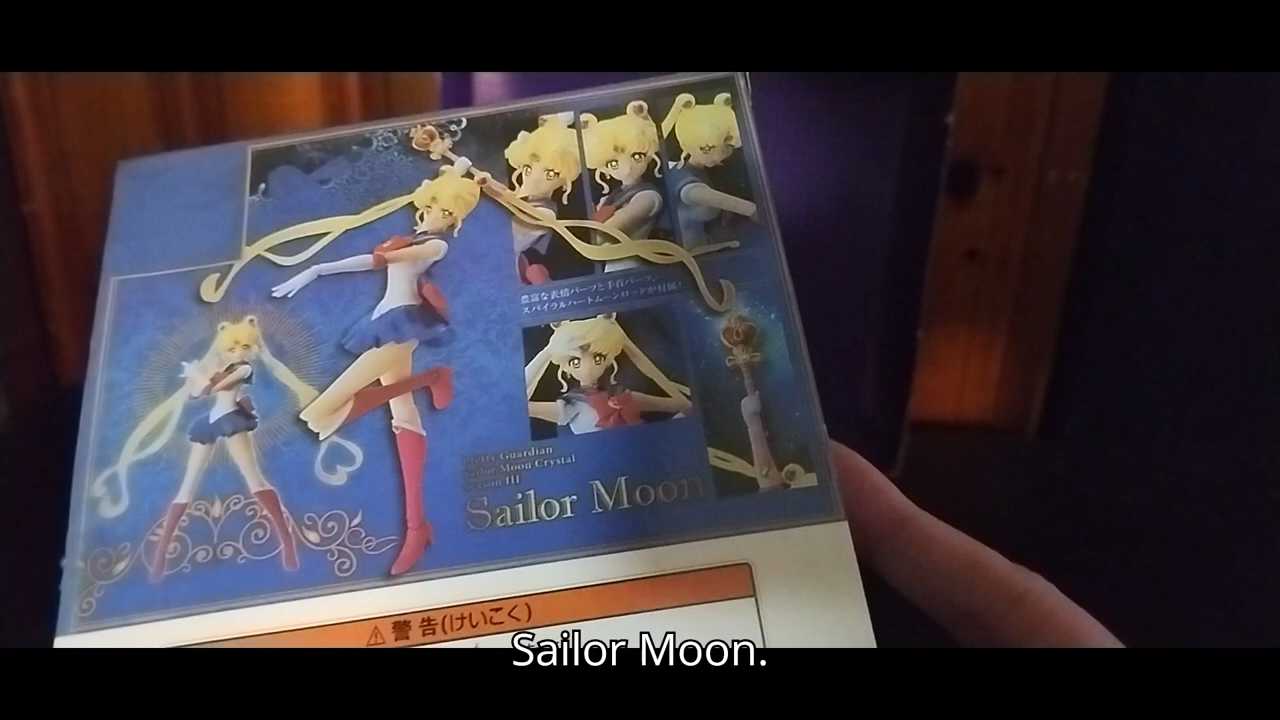 豊富な表情パーツと手首パーツ、
スパイラルハートムーンロッドが付属!
Pretty Guardian
Sailor Moon Crystal
Season III
Sailor Moon
⚠ 警告(けいこく)
Sailor Moon.